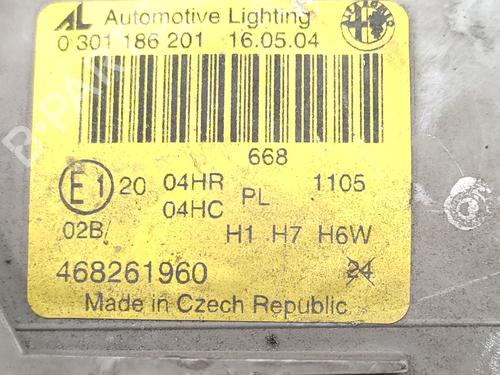 AL Automotive Lighting
0 301 186 201 16.05.04
668
E1 20 04HR PL 1105
04HC
02B/ H1 H7 H6W
468261960 24
Made in Czech Republic
B-PARTS